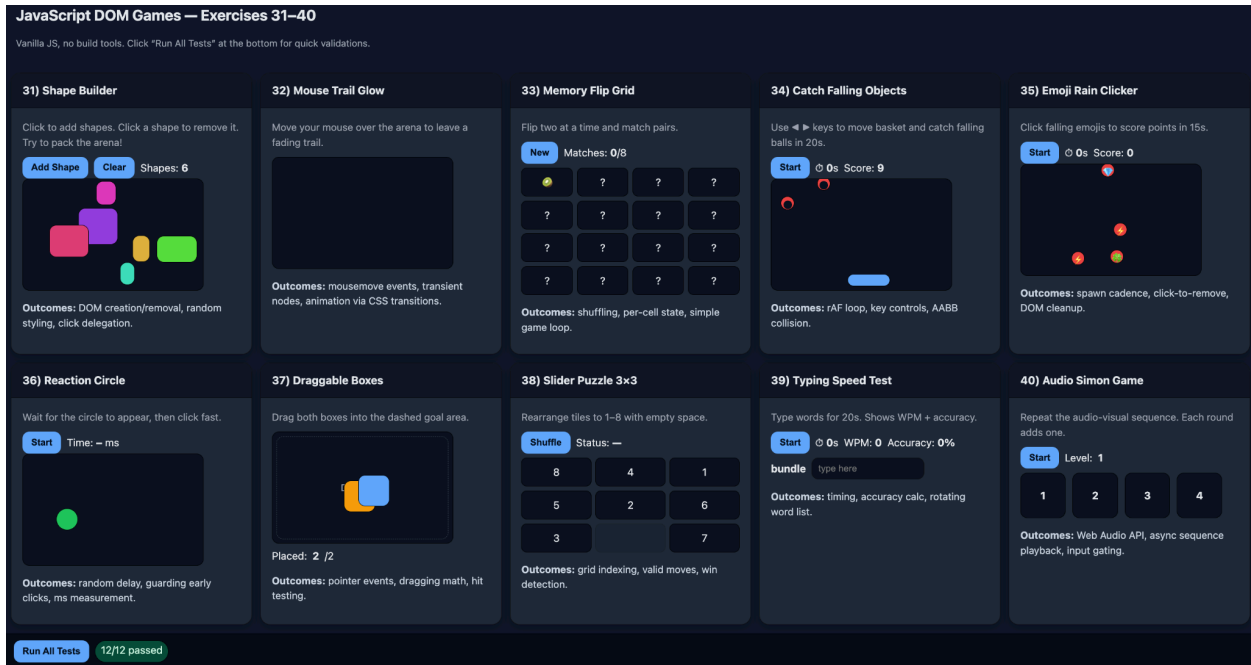 JavaScript DOM Games — Exercises 31–40
Vanilla JS, no build tools. Click "Run All Tests" at the bottom for quick validations.
31) Shape Builder
Click to add shapes. Click a shape to remove it.
Try to pack the arena!
Add Shape Clear Shapes: 6
Outcomes: DOM creation/removal, random
styling, click delegation.
32) Mouse Trail Glow
Move your mouse over the arena to leave a
fading trail.
Outcomes: mousemove events, transient
nodes, animation via CSS transitions.
33) Memory Flip Grid
Flip two at a time and match pairs.
New Matches: 0/8
? ? ?
? ? ? ?
? ? ? ?
? ? ? ?
Outcomes: shuffling, per-cell state, simple
game loop.
34) Catch Falling Objects
Use ◀ ▶ keys to move basket and catch falling
balls in 20s.
Start ⏱ 0s Score: 9
Outcomes: rAF loop, key controls, AABB
collision.
35) Emoji Rain Clicker
Click falling emojis to score points in 15s.
Start ⏱ 0s Score: 0
Outcomes: spawn cadence, click-to-remove,
DOM cleanup.
36) Reaction Circle
Wait for the circle to appear, then click fast.
Start Time: – ms
Outcomes: random delay, guarding early
clicks, ms measurement.
37) Draggable Boxes
Drag both boxes into the dashed goal area.
Placed: 2 /2
Outcomes: pointer events, dragging math, hit
testing.
38) Slider Puzzle 3×3
Rearrange tiles to 1–8 with empty space.
Shuffle Status: —
8 4 1
5 2 6
3 7
Outcomes: grid indexing, valid moves, win
detection.
39) Typing Speed Test
Type words for 20s. Shows WPM + accuracy.
Start ⏱ 0s WPM: 0 Accuracy: 0%
bundle type here
Outcomes: timing, accuracy calc, rotating
word list.
40) Audio Simon Game
Repeat the audio-visual sequence. Each round
adds one.
Start Level: 1
1 2 3 4
Outcomes: Web Audio API, async sequence
playback, input gating.
Run All Tests 12/12 passed